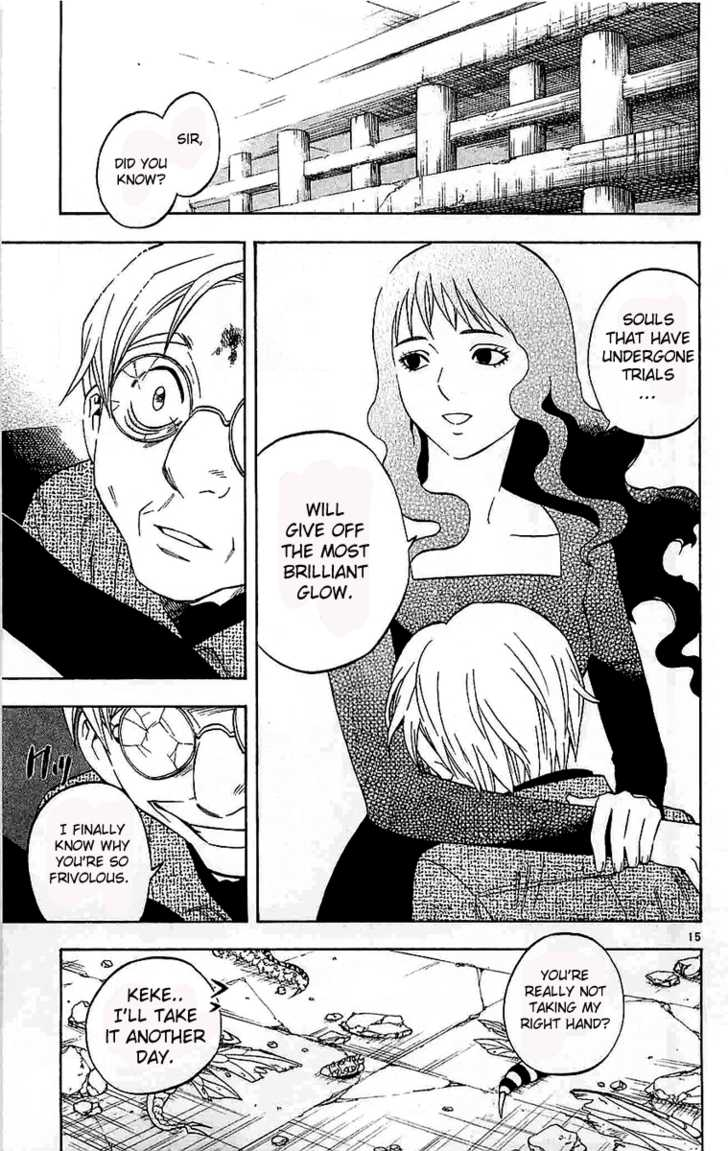 SIR,
DID YOU
KNOW?
SOULS
THAT HAVE
UNDERGONE
TRIALS
...
WILL
GIVE OFF
THE MOST
BRILLIANT
GLOW.
I FINALLY
KNOW WHY
YOU'RE SO
FRIVOLOUS.
15
YOU'RE
REALLY NOT
TAKING MY
RIGHT HAND?
KEKE..
I'LL TAKE
IT ANOTHER
DAY.